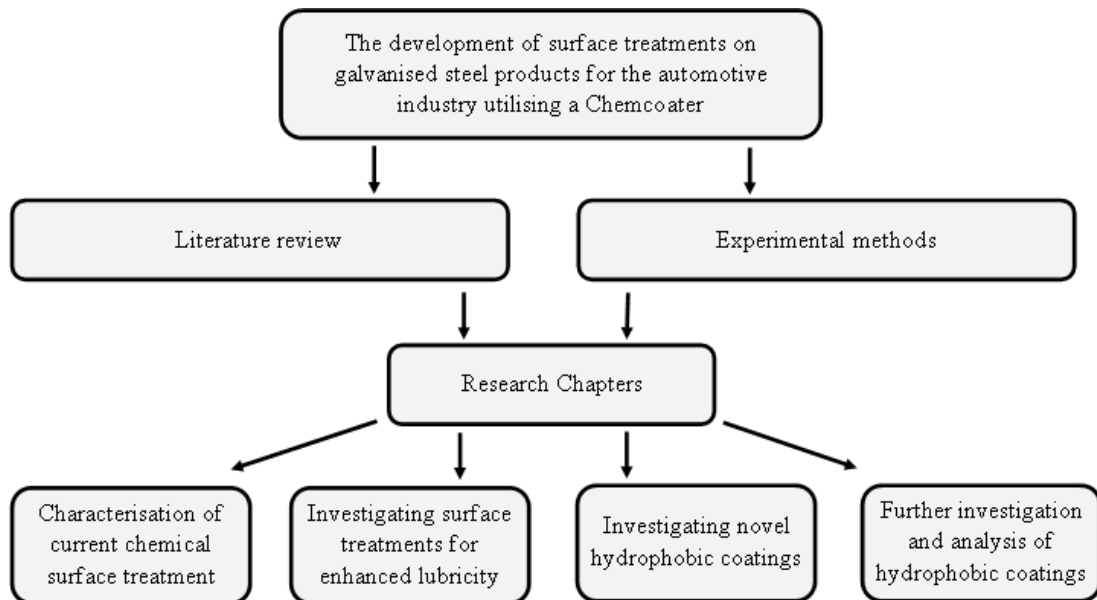 The development of surface treatments on
galvanised steel products for the automotive
industry utilising a Chemcoater
Literature review
Experimental methods
Research Chapters
Characterisation of
current chemical
surface treatment
Investigating surface
treatments for
enhanced lubricity
Investigating novel
hydrophobic coatings
Further investigation
and analysis of
hydrophobic coatings